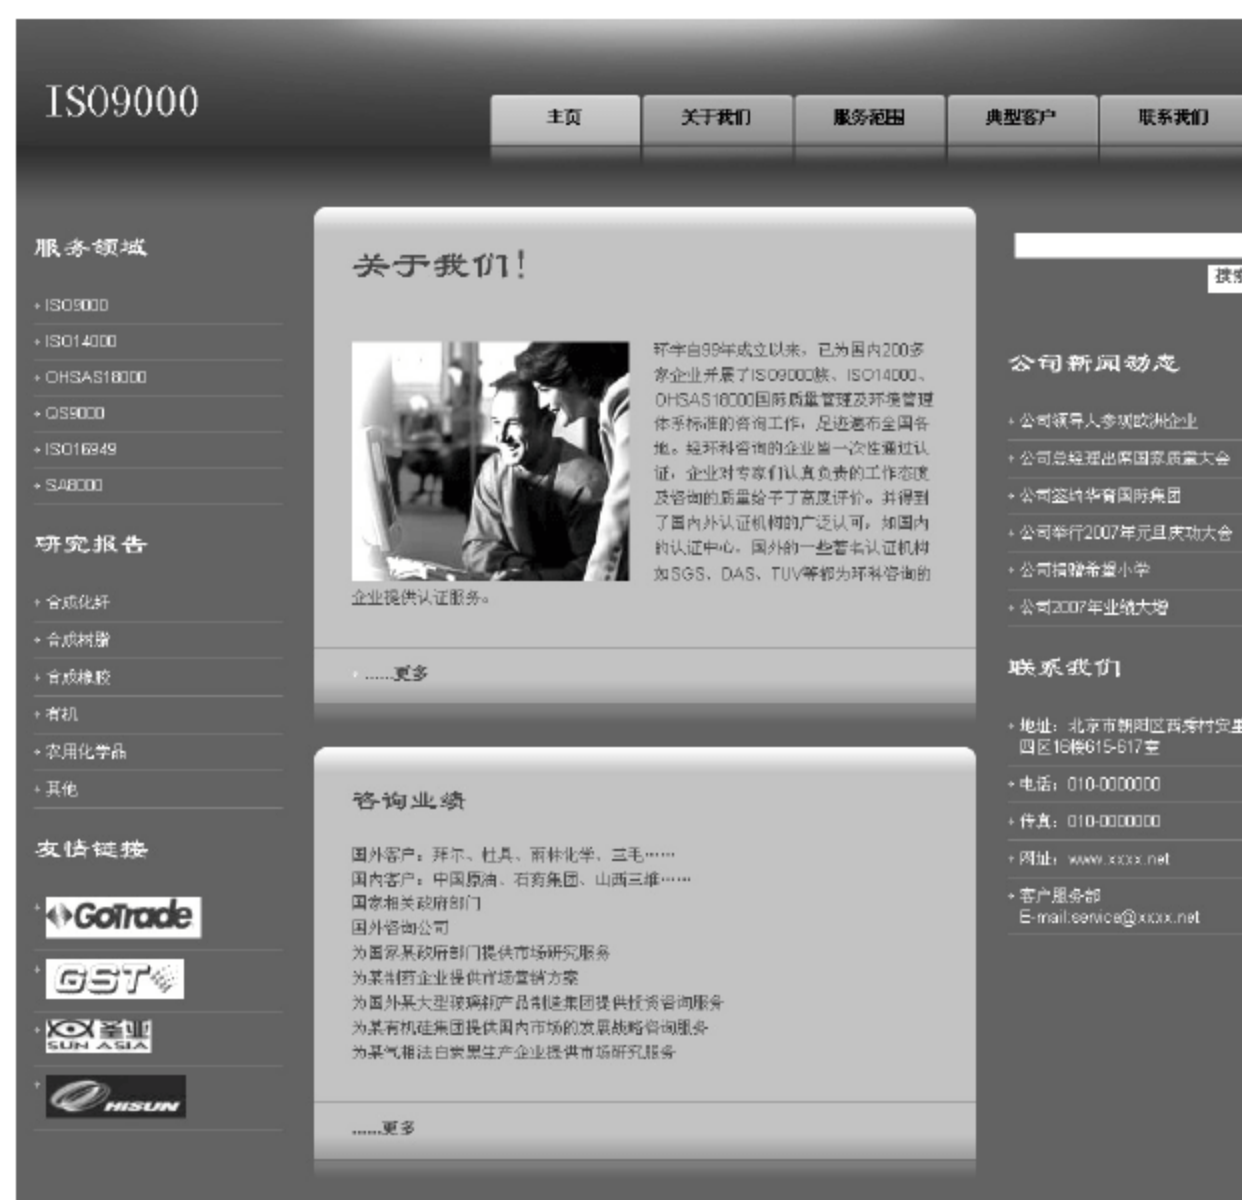 ISO9000
主页 关于我们 服务范围 典型客户 联系我们
服务领域
ISO9000
ISO14000
OHSAS18000
QS9000
ISO16949
SA8000
研究报告
合成化纤
合成树脂
合成橡胶
有机
农用化学品
其他
友情链接
GoTrade
GST
圣亚
SUN ASIA
HISUN
关于我们!
环宇自99年成立以来,已为国内200多
家企业开展了ISO9000族、ISO14000、
OHSAS18000国际质量管理及环境管理
体系标准的咨询工作,足迹遍布全国各
地。经环科咨询的企业皆一次性通过认
证,企业对专家们认真负责的工作态度
及咨询的质量给予了高度评价。并得到
了国内外认证机构的广泛认可,如国内
的认证中心,国外的一些著名认证机构
如SGS、DAS、TUV等都为环科咨询的
企业提供认证服务。
......更多
咨询业绩
国外客户:拜尔、杜邦、雨林化学、三毛……
国内客户:中国原油、石药集团、山西三维……
国家相关政府部门
国外咨询公司
为国家某政府部门提供市场研究服务
为某制药企业提供市场营销方案
为国外某大型玻璃钢产品制造集团提供投资咨询服务
为某有机硅集团提供国内市场的发展战略咨询服务
为某气相法白炭黑生产企业提供市场研究服务
......更多
搜索
公司新闻动态
公司领导人参观欧洲企业
公司总经理出席国家质量大会
公司签约华育国际集团
公司举行2007年元旦庆功大会
公司捐赠希望小学
公司2007年业绩大增
联系我们
地址:北京市朝阳区西秀村安里
四区16楼615-617室
电话:010-0000000
传真:010-0000000
网址:www.xxxx.net
客户服务部
E-mail:service@xxxx.net